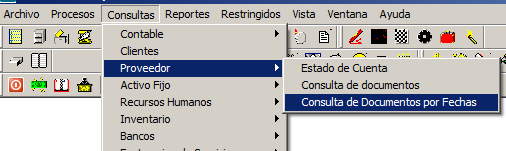 Archivo Procesos Consultas Reportes Restringidos Vista Ventana Ayuda
Contable
Clientes
Proveedor
Activo Fijo
Recursos Humanos
Inventario
Bancos
Estado de Cuenta
Consulta de documentos
Consulta de Documentos por Fechas